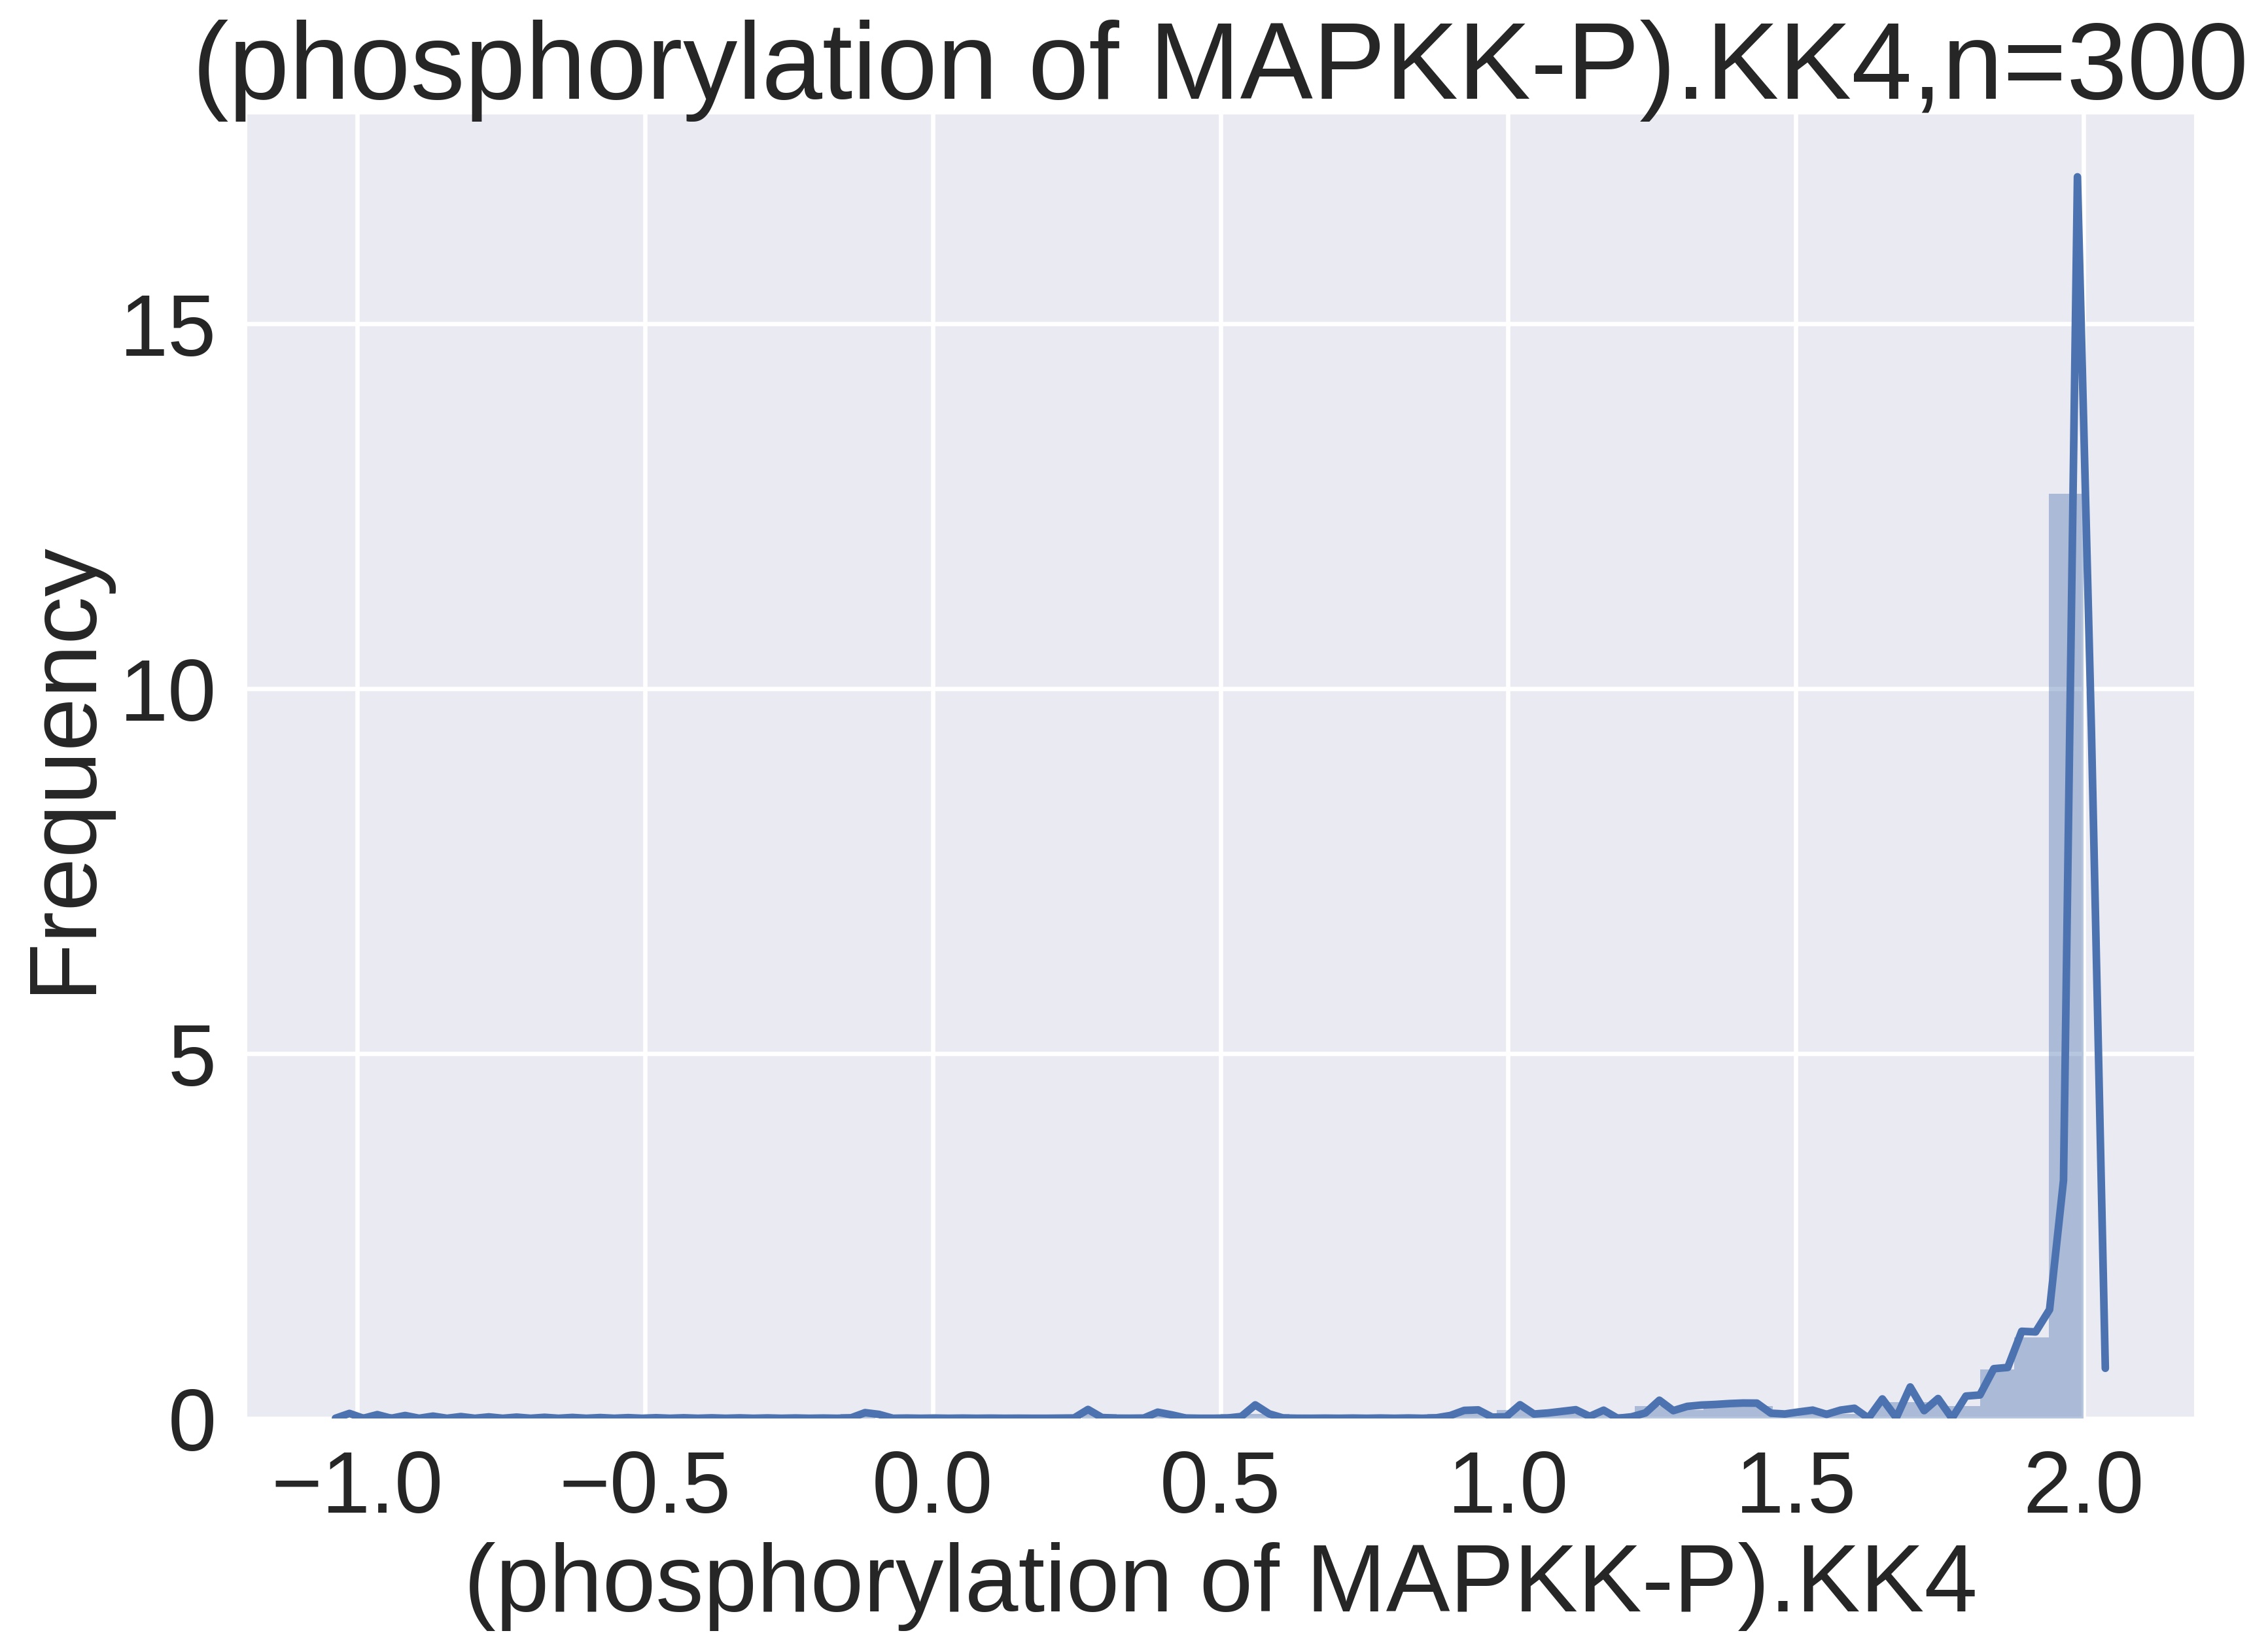 (phosphorylation of MAPKK-P).KK4,n=300
Frequency
15
10
5
0
−1.0 −0.5 0.0 0.5 1.0 1.5 2.0
(phosphorylation of MAPKK-P).KK4